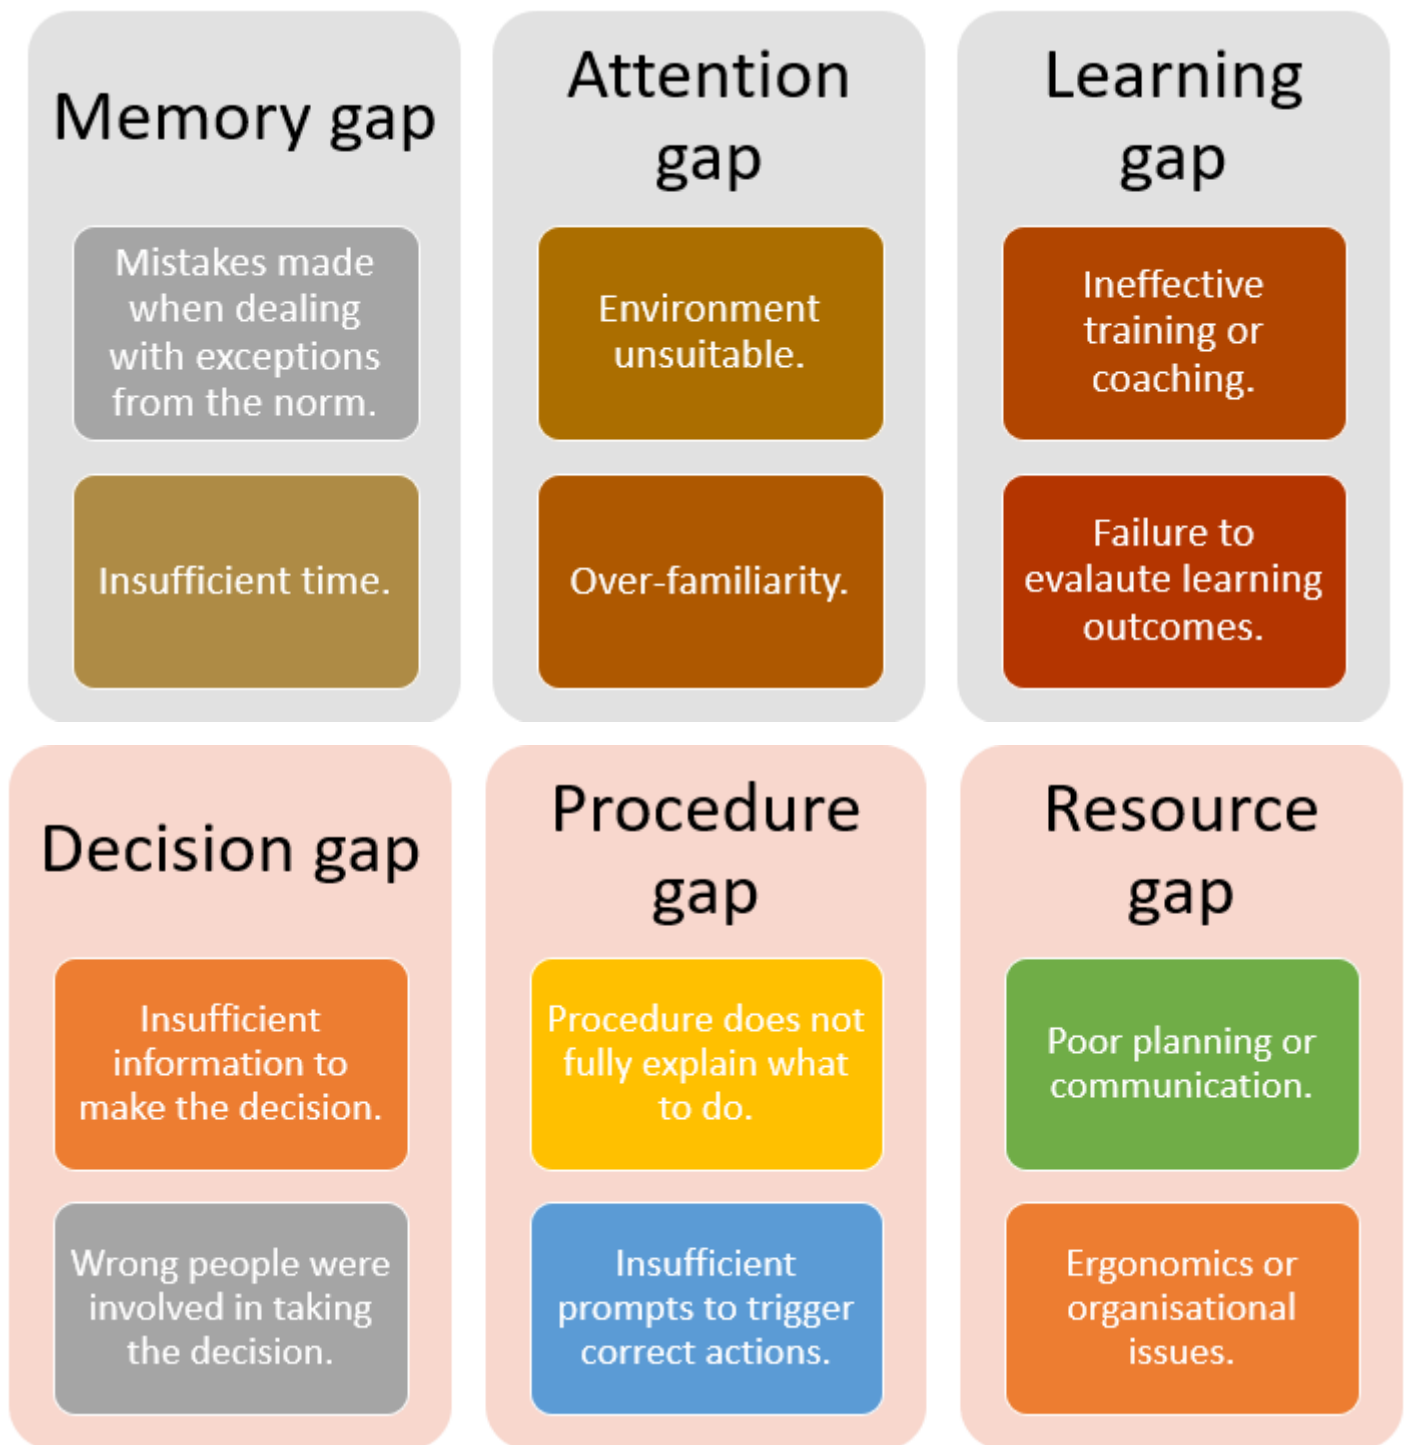 Memory gap
Mistakes made
when dealing
with exceptions
from the norm.
Insufficient time.
Attention
gap
Environment
unsuitable.
Over-familiarity.
Learning
gap
Ineffective
training or
coaching.
Failure to
evalaute learning
outcomes.
Decision gap
Insufficient
information to
make the decision.
Wrong people were
involved in taking
the decision.
Procedure
gap
Procedure does not
fully explain what
to do.
Insufficient
prompts to trigger
correct actions.
Resource
gap
Poor planning or
communication.
Ergonomics or
organisational
issues.